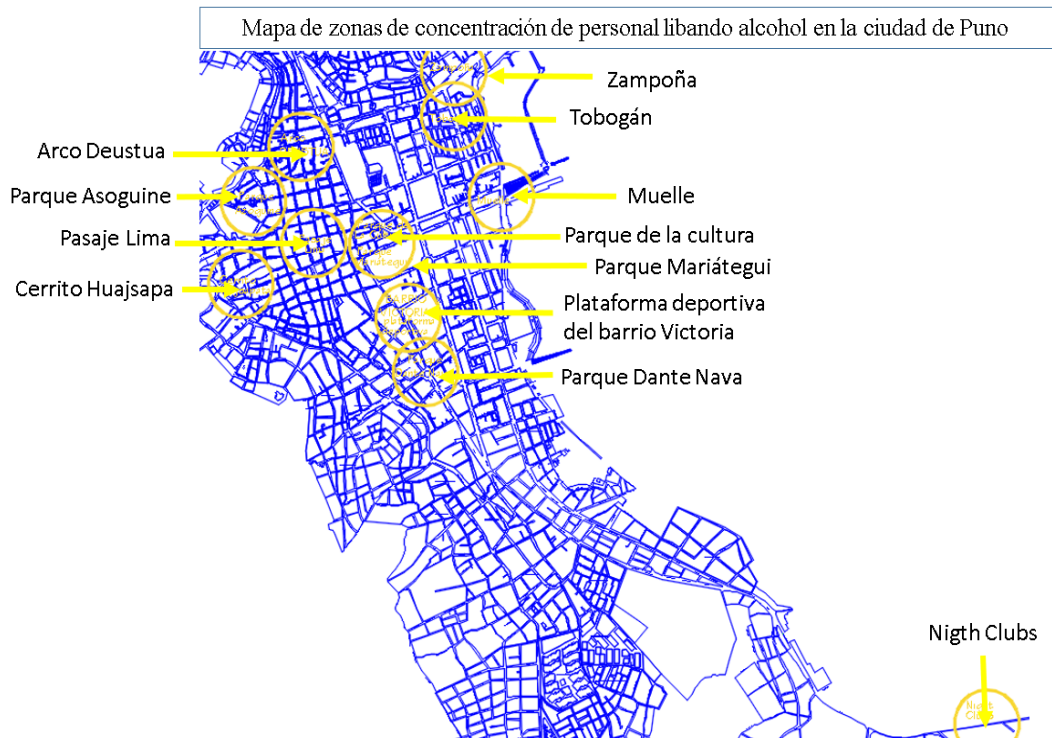 Mapa de zonas de concentración de personal libando alcohol en la ciudad de Puno
Zampoña
Tobogán
Arco Deustua
Parque Asoguine
Muelle
Pasaje Lima
Parque de la cultura
Parque Mariátegui
Cerrito Huajsapa
Plataforma deportiva
del barrio Victoria
Parque Dante Nava
Nigth Clubs
Night
Clubs